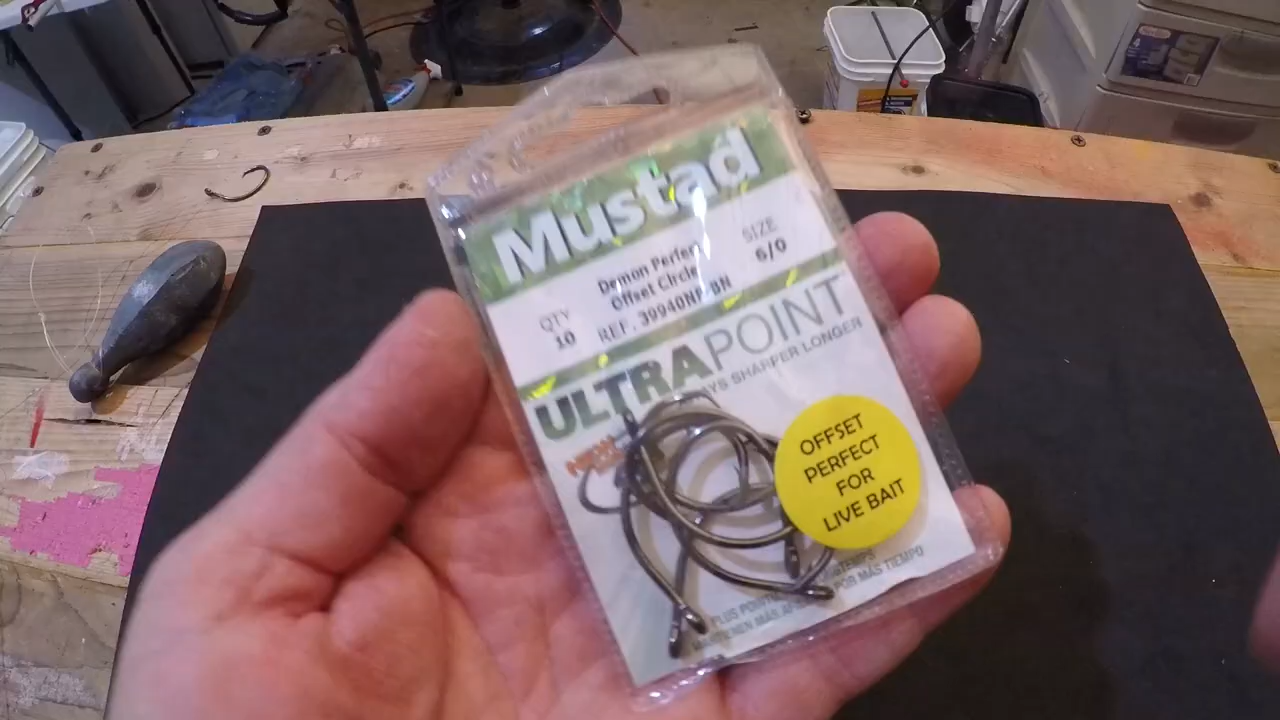 Mustad
Demon Perfect
Offset Circle
SIZE
6/0
QTY
10
REF. 39940NP-BN
ULTRAPOINT
SHARPER LONGER
OFFSET
PERFECT
FOR
LIVE BAIT
PLUS
POR MÁS TIEMPO